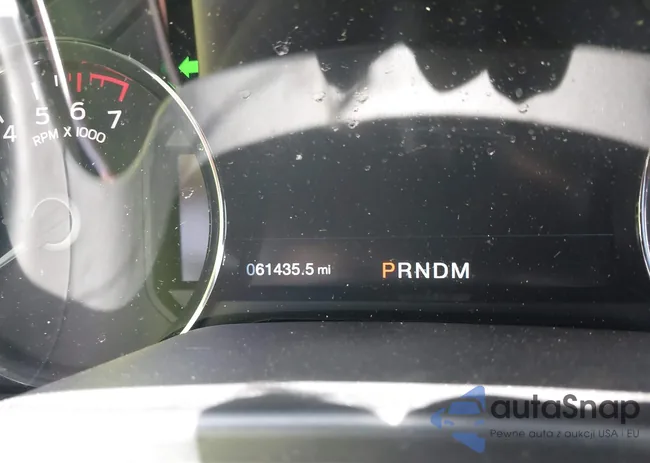 4 5 6 7
RPM X 1000
061435.5 mi PRNDM
autaSnap
Pewne auta z aukcji USA i EU